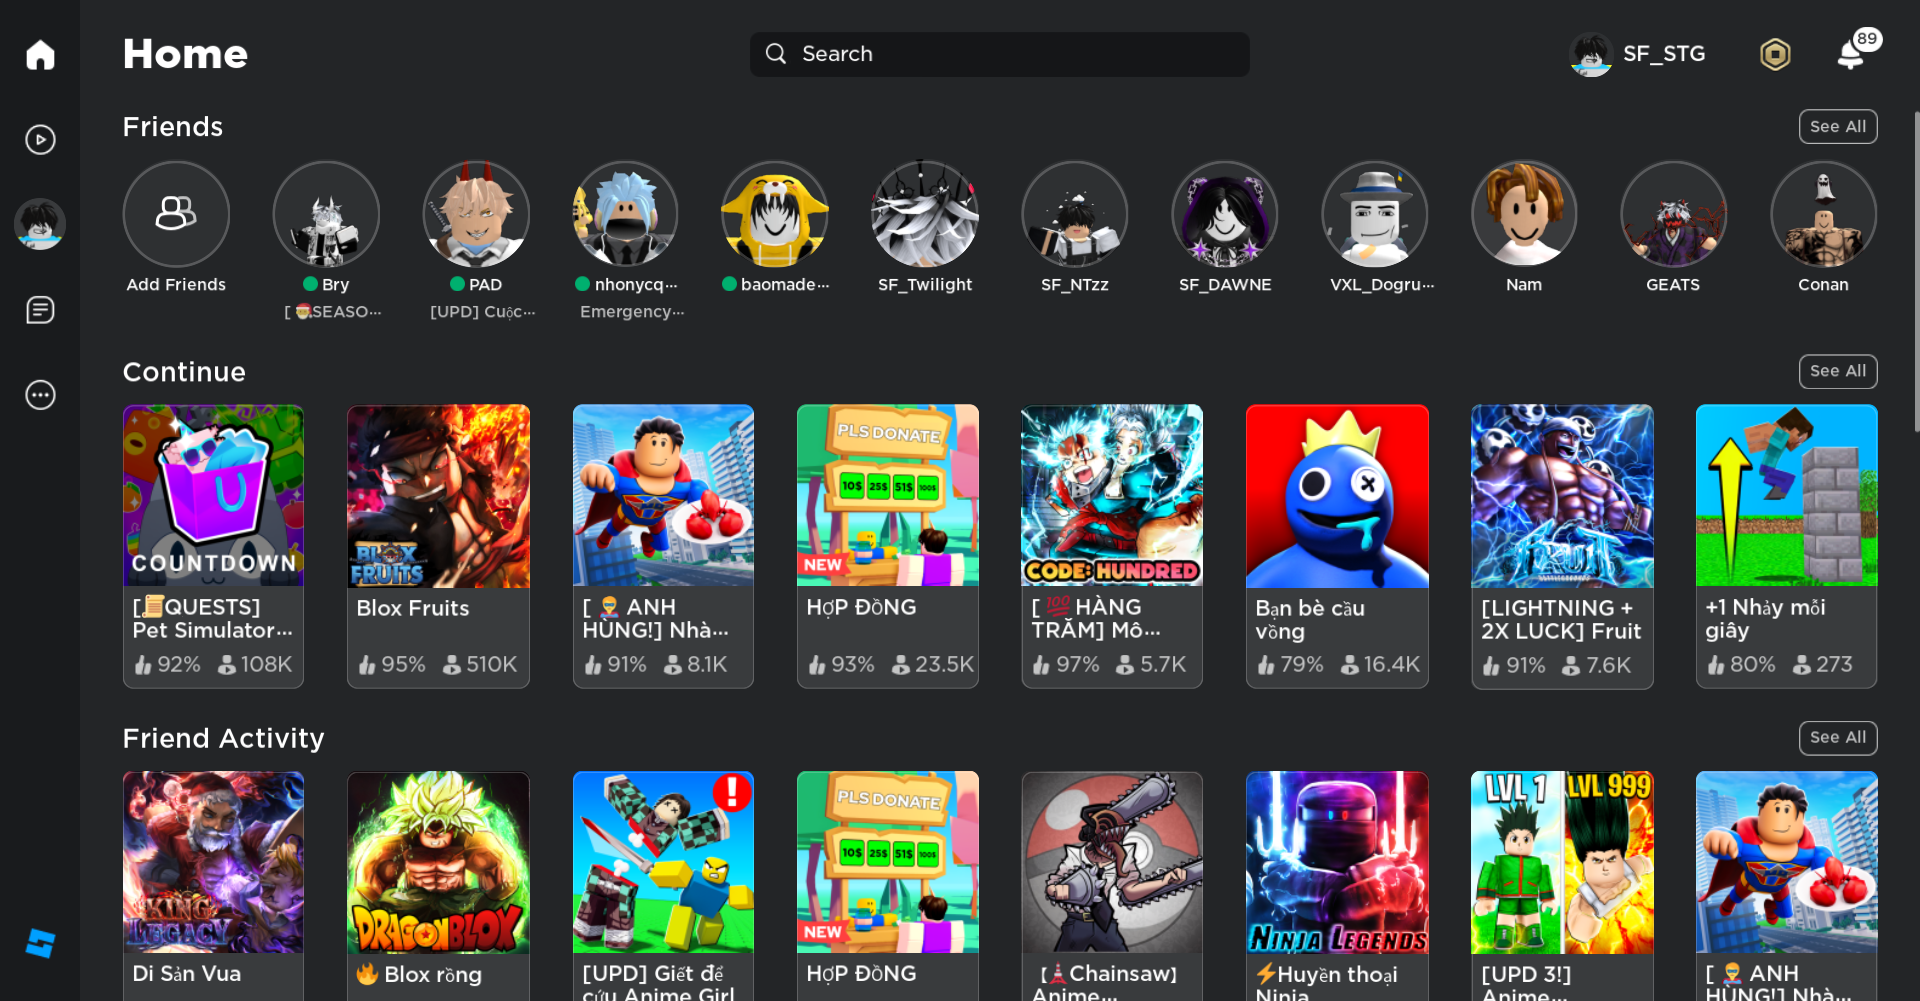 Home
Search
SF_STG
89
Friends
See All
Add Friends
Bry
PAD
nhonycq...
baomade...
SF_Twilight
SF_NTzz
SF_DAWNE
VXL_Dogru...
Nam
GEATS
Conan
[🎅SEASO...
[UPD] Cuộc...
Emergency...
Continue
See All
COUNTDOWN
BLOX
FRUITS
PLS DONATE
10$ 25$ 51$ 100$
NEW
CODE: HUNDRED
FRUIT
[📜QUESTS]
Pet Simulator...
92% 108K
Blox Fruits
95% 510K
[🦸 ANH
HÙNG!] Nhà...
91% 8.1K
HỢP ĐỒNG
93% 23.5K
[💯 HÀNG
TRĂM] Mô...
97% 5.7K
Bạn bè cầu
vồng
79% 16.4K
[LIGHTNING +
2X LUCK] Fruit
91% 7.6K
+1 Nhảy mỗi
giây
80% 273
Friend Activity
See All
KING
LEGACY
DRAGON BLOX
PLS DONATE
10$ 25$ 51$ 100$
NEW
NINJA LEGENDS
LVL 1
LVL 999
Di Sản Vua
🔥Blox rồng
[UPD] Giết để
cứu Anime Girl
HỢP ĐỒNG
【🗼Chainsaw】
Anime...
⚡Huyền thoại
Ninja
[UPD 3!]
Anime...
[🦸 ANH
HÙNG!] Nhà...